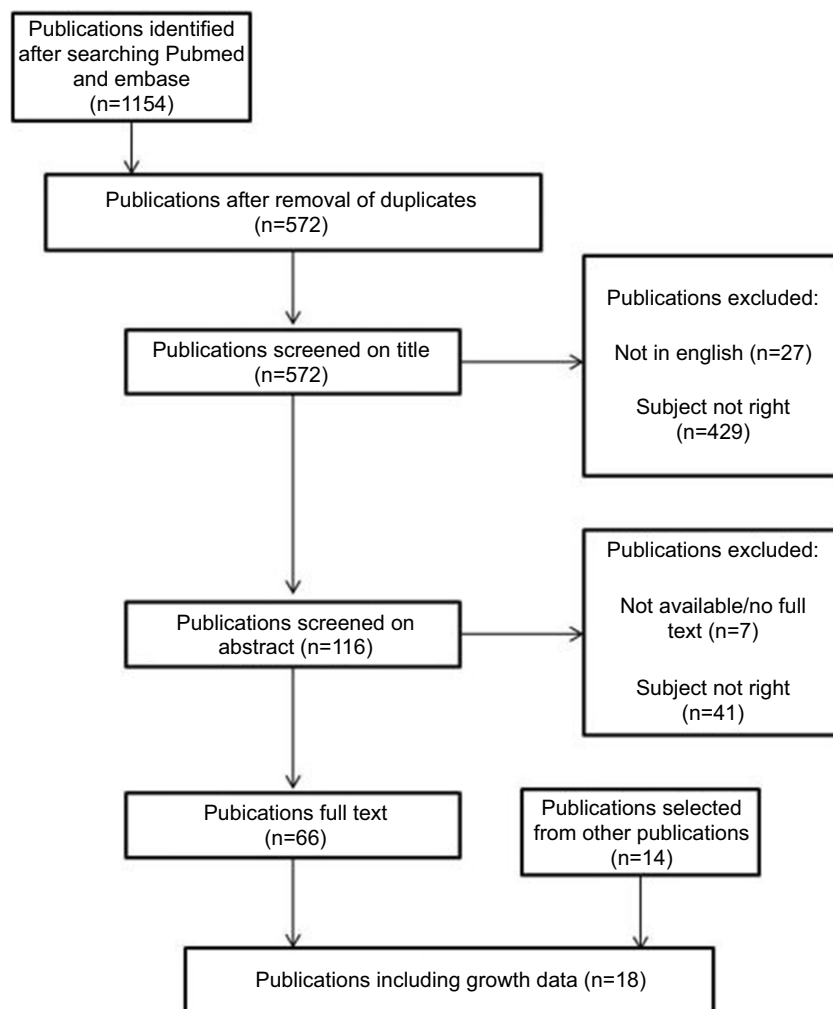 Publications identified
after searching Pubmed
and embase
(n=1154)
Publications after removal of duplicates
(n=572)
Publications screened on title
(n=572)
Publications excluded:
Not in english (n=27)
Subject not right
(n=429)
Publications screened on
abstract (n=116)
Publications excluded:
Not available/no full
text (n=7)
Subject not right
(n=41)
Pubications full text
(n=66)
Publications selected
from other publications
(n=14)
Publications including growth data (n=18)